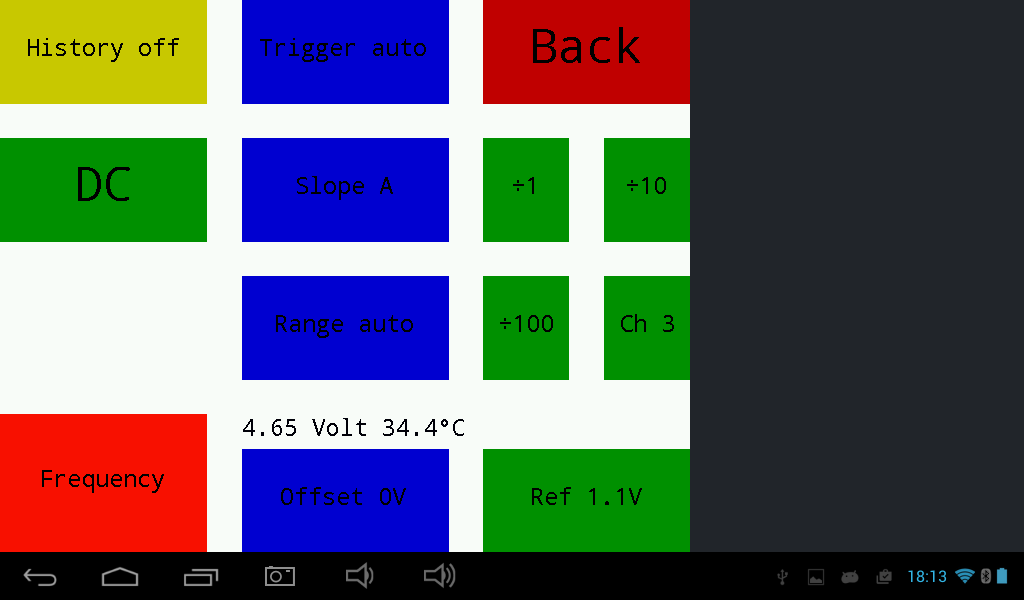 History off
Trigger auto
Back
DC
Slope A
÷1
÷10
Range auto
÷100
Ch 3
4.65 Volt 34.4°C
Frequency
Offset 0V
Ref 1.1V
18:13